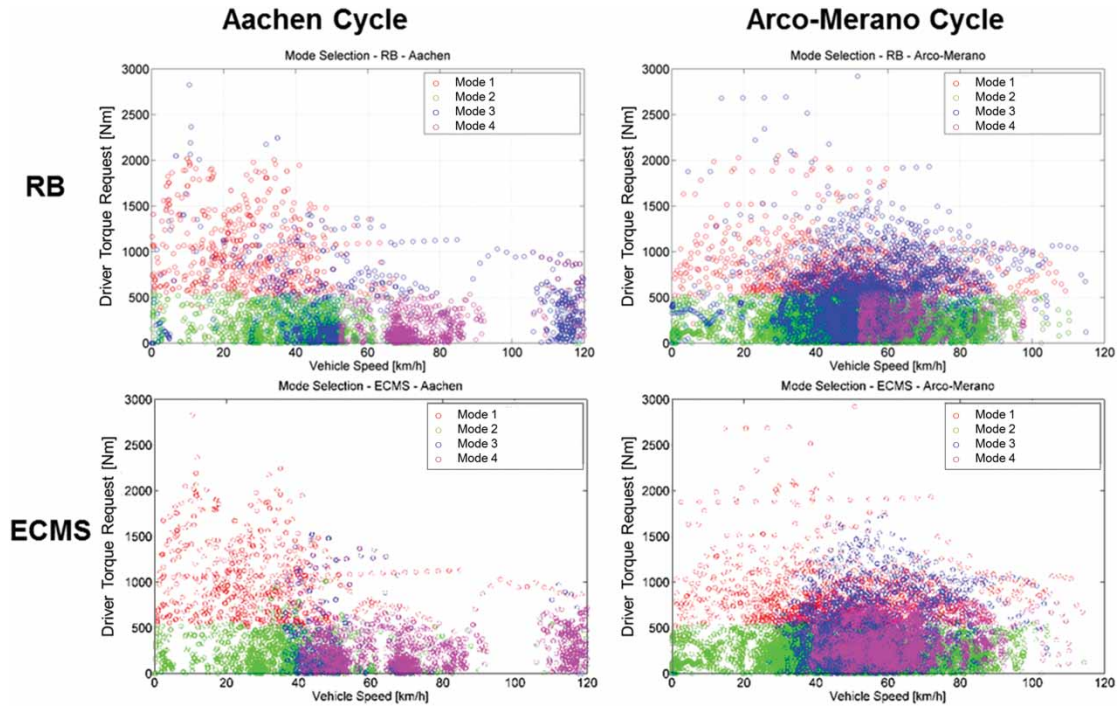 Aachen Cycle
Arco-Merano Cycle
RB
Mode Selection - RB - Aachen
Driver Torque Request [Nm]
3000
2500
2000
1500
1000
500
0
Mode 1
Mode 2
Mode 3
Mode 4
0 20 40 60 80 100 120
Vehicle Speed [km/h]
Mode Selection - RB - Arco-Merano
Driver Torque Request [Nm]
3000
2500
2000
1500
1000
500
0
Mode 1
Mode 2
Mode 3
Mode 4
0 20 40 60 80 100 120
Vehicle Speed [km/h]
ECMS
Mode Selection - ECMS - Aachen
Driver Torque Request [Nm]
3000
2500
2000
1500
1000
500
0
Mode 1
Mode 2
Mode 3
Mode 4
0 20 40 60 80 100 120
Vehicle Speed [km/h]
Mode Selection - ECMS - Arco-Merano
Driver Torque Request [Nm]
3000
2500
2000
1500
1000
500
0
Mode 1
Mode 2
Mode 3
Mode 4
0 20 40 60 80 100 120
Vehicle Speed [km/h]